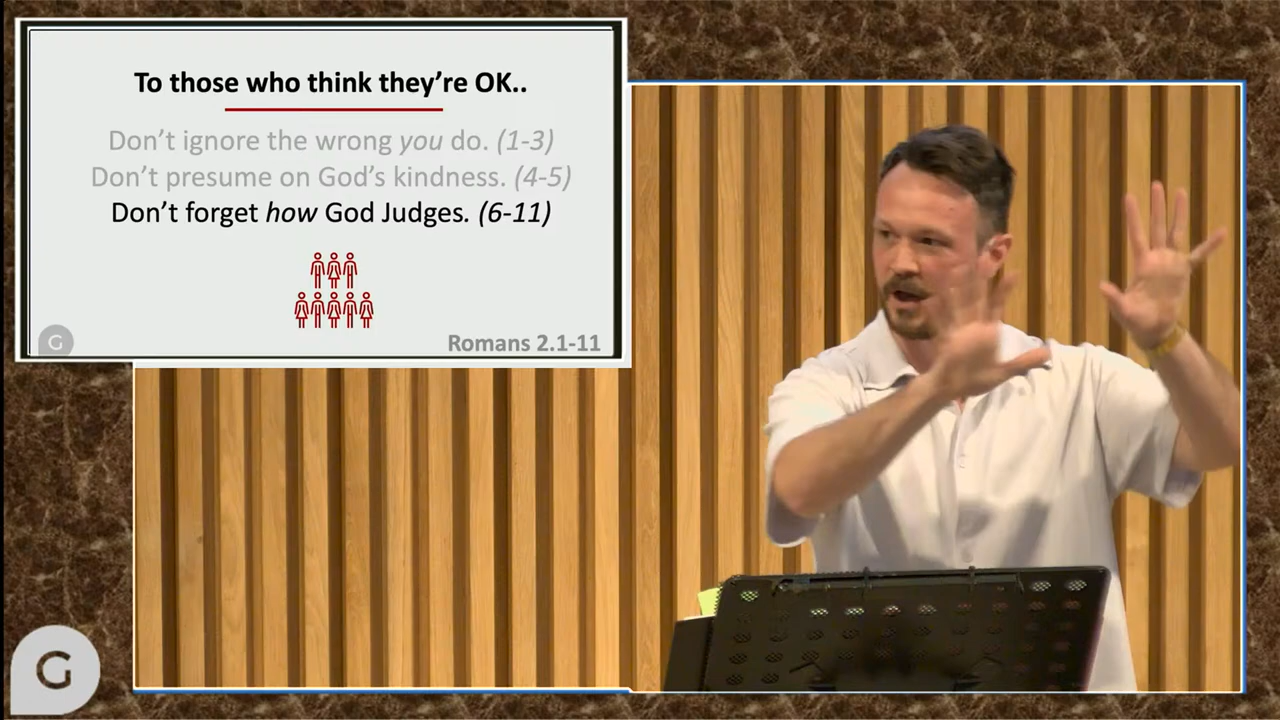 To those who think they're OK..
Don't ignore the wrong you do. (1-3)
Don't presume on God's kindness. (4-5)
Don't forget how God Judges. (6-11)
G
Romans 2.1-11
G